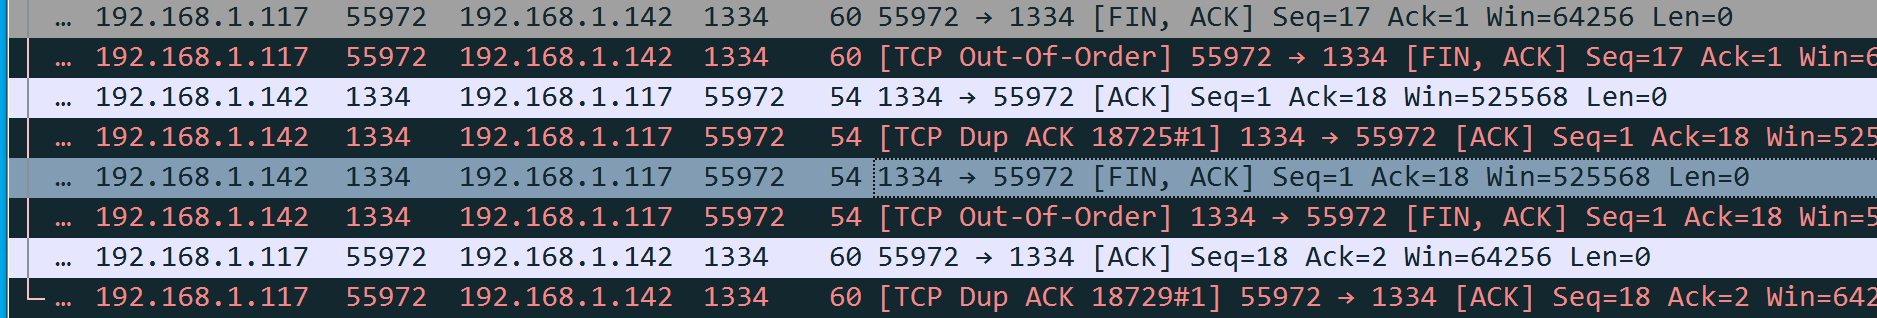 … 192.168.1.117 55972 192.168.1.142 1334 60 55972 → 1334 [FIN, ACK] Seq=17 Ack=1 Win=64256 Len=0
… 192.168.1.117 55972 192.168.1.142 1334 60 [TCP Out-Of-Order] 55972 → 1334 [FIN, ACK] Seq=17 Ack=1 Win=6
… 192.168.1.142 1334 192.168.1.117 55972 54 1334 → 55972 [ACK] Seq=1 Ack=18 Win=525568 Len=0
… 192.168.1.142 1334 192.168.1.117 55972 54 [TCP Dup ACK 18725#1] 1334 → 55972 [ACK] Seq=1 Ack=18 Win=525
… 192.168.1.142 1334 192.168.1.117 55972 54 1334 → 55972 [FIN, ACK] Seq=1 Ack=18 Win=525568 Len=0
… 192.168.1.142 1334 192.168.1.117 55972 54 [TCP Out-Of-Order] 1334 → 55972 [FIN, ACK] Seq=1 Ack=18 Win=5
… 192.168.1.117 55972 192.168.1.142 1334 60 55972 → 1334 [ACK] Seq=18 Ack=2 Win=64256 Len=0
… 192.168.1.117 55972 192.168.1.142 1334 60 [TCP Dup ACK 18729#1] 55972 → 1334 [ACK] Seq=18 Ack=2 Win=642